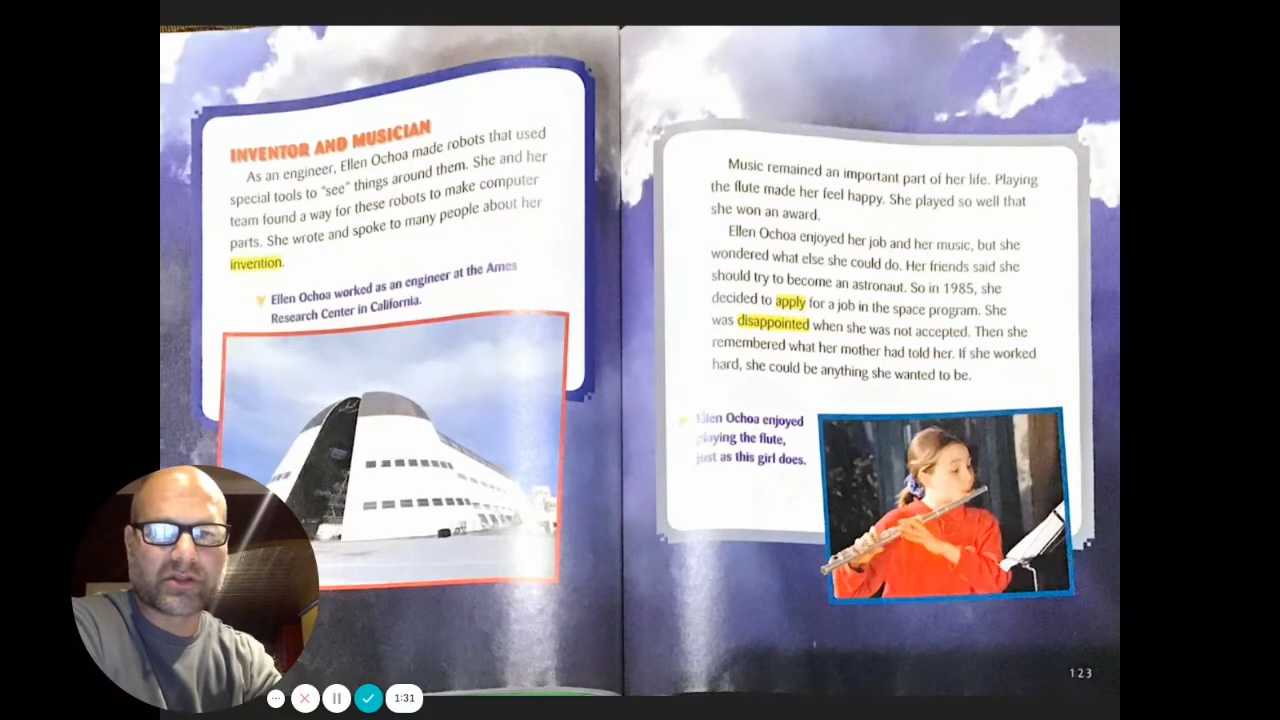 INVENTOR AND MUSICIAN
As an engineer, Ellen Ochoa made robots that used
special tools to "see" things around them. She and her
team found a way for these robots to make computer
parts. She wrote and spoke to many people about her
invention.
Ellen Ochoa worked as an engineer at the Ames
Research Center in California.
Music remained an important part of her life. Playing
the flute made her feel happy. She played so well that
she won an award.
Ellen Ochoa enjoyed her job and her music, but she
wondered what else she could do. Her friends said she
should try to become an astronaut. So in 1985, she
decided to apply for a job in the space program. She
was disappointed when she was not accepted. Then she
remembered what her mother had told her. If she worked
hard, she could be anything she wanted to be.
Ellen Ochoa enjoyed
playing the flute,
just as this girl does.
123
1:31